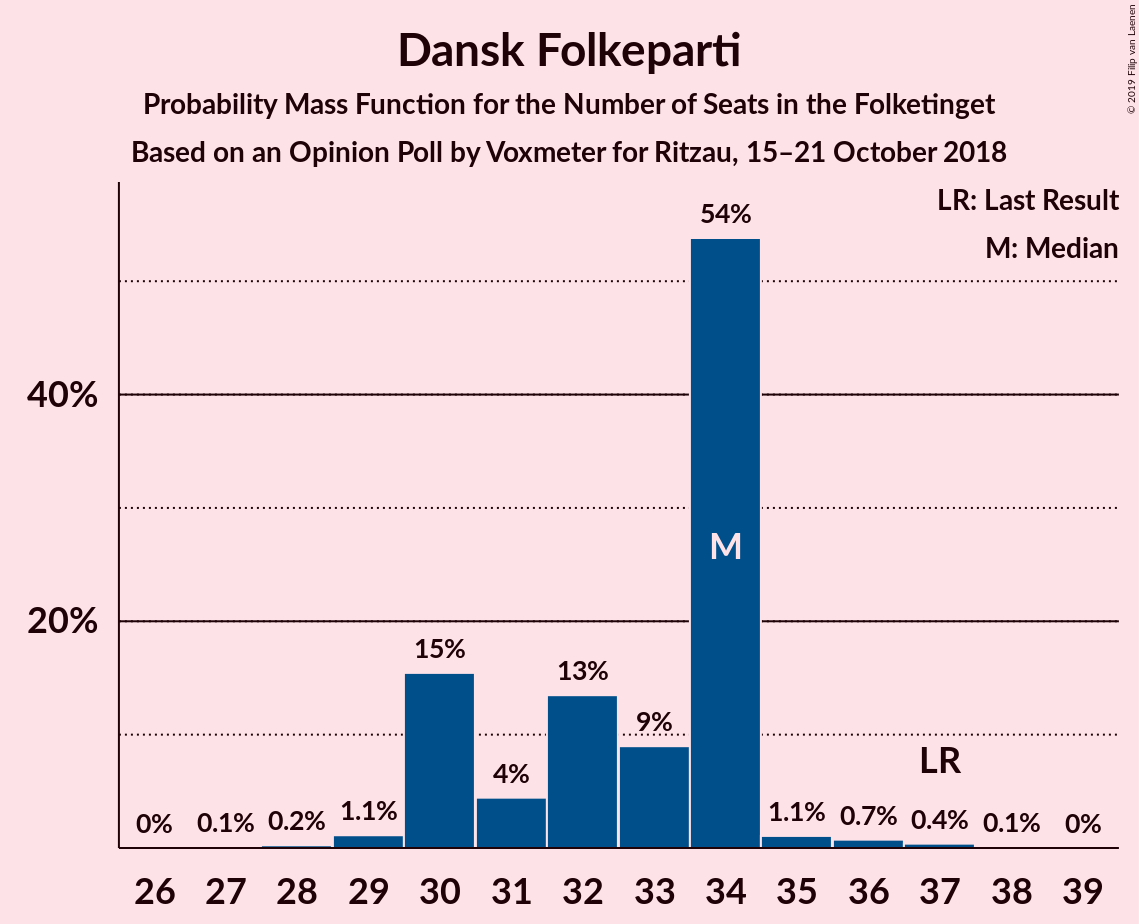 Dansk Folkeparti
Probability Mass Function for the Number of Seats in the Folketinget
Based on an Opinion Poll by Voxmeter for Ritzau, 15–21 October 2018
© 2019 Filip van Laenen
LR: Last Result
M: Median
54%
40%
M
20%
15%
13%
9%
LR
4%
0%
0.1%
0.2%
1.1%
1.1%
0.7%
0.4%
0.1%
0%
26 27 28 29 30 31 32 33 34 35 36 37 38 39